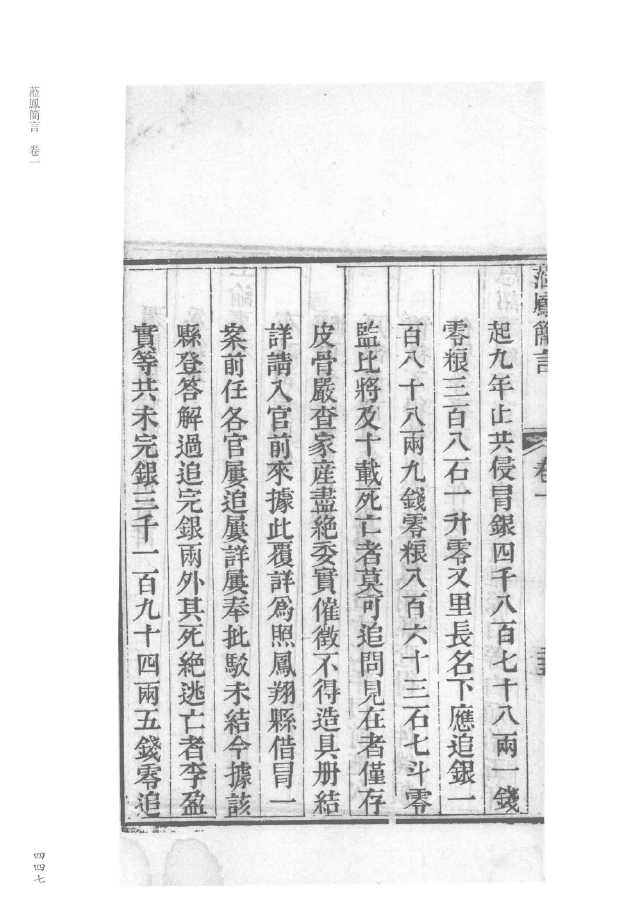 蒞鳳簡言 卷一
蒞鳳簡言
卷一
起九年止共侵冐銀四千八百七十八兩一錢
零粮三百八石一升零又里長名下應追銀一
百八十八兩九錢零粮八百六十三石七斗零
監比將及十載死亡者莫可追問見在者僅存
皮骨嚴查家産盡絶委實催徵不得造具册結
詳請入官前來據此覆詳爲照鳳翔縣借冐一
案前任各官屢追屢詳屢奉批駁未結今據該
縣登答解過追完銀兩外其死絶逃亡者李盈
實等共未完銀三千一百九十四兩五錢零追
四四七